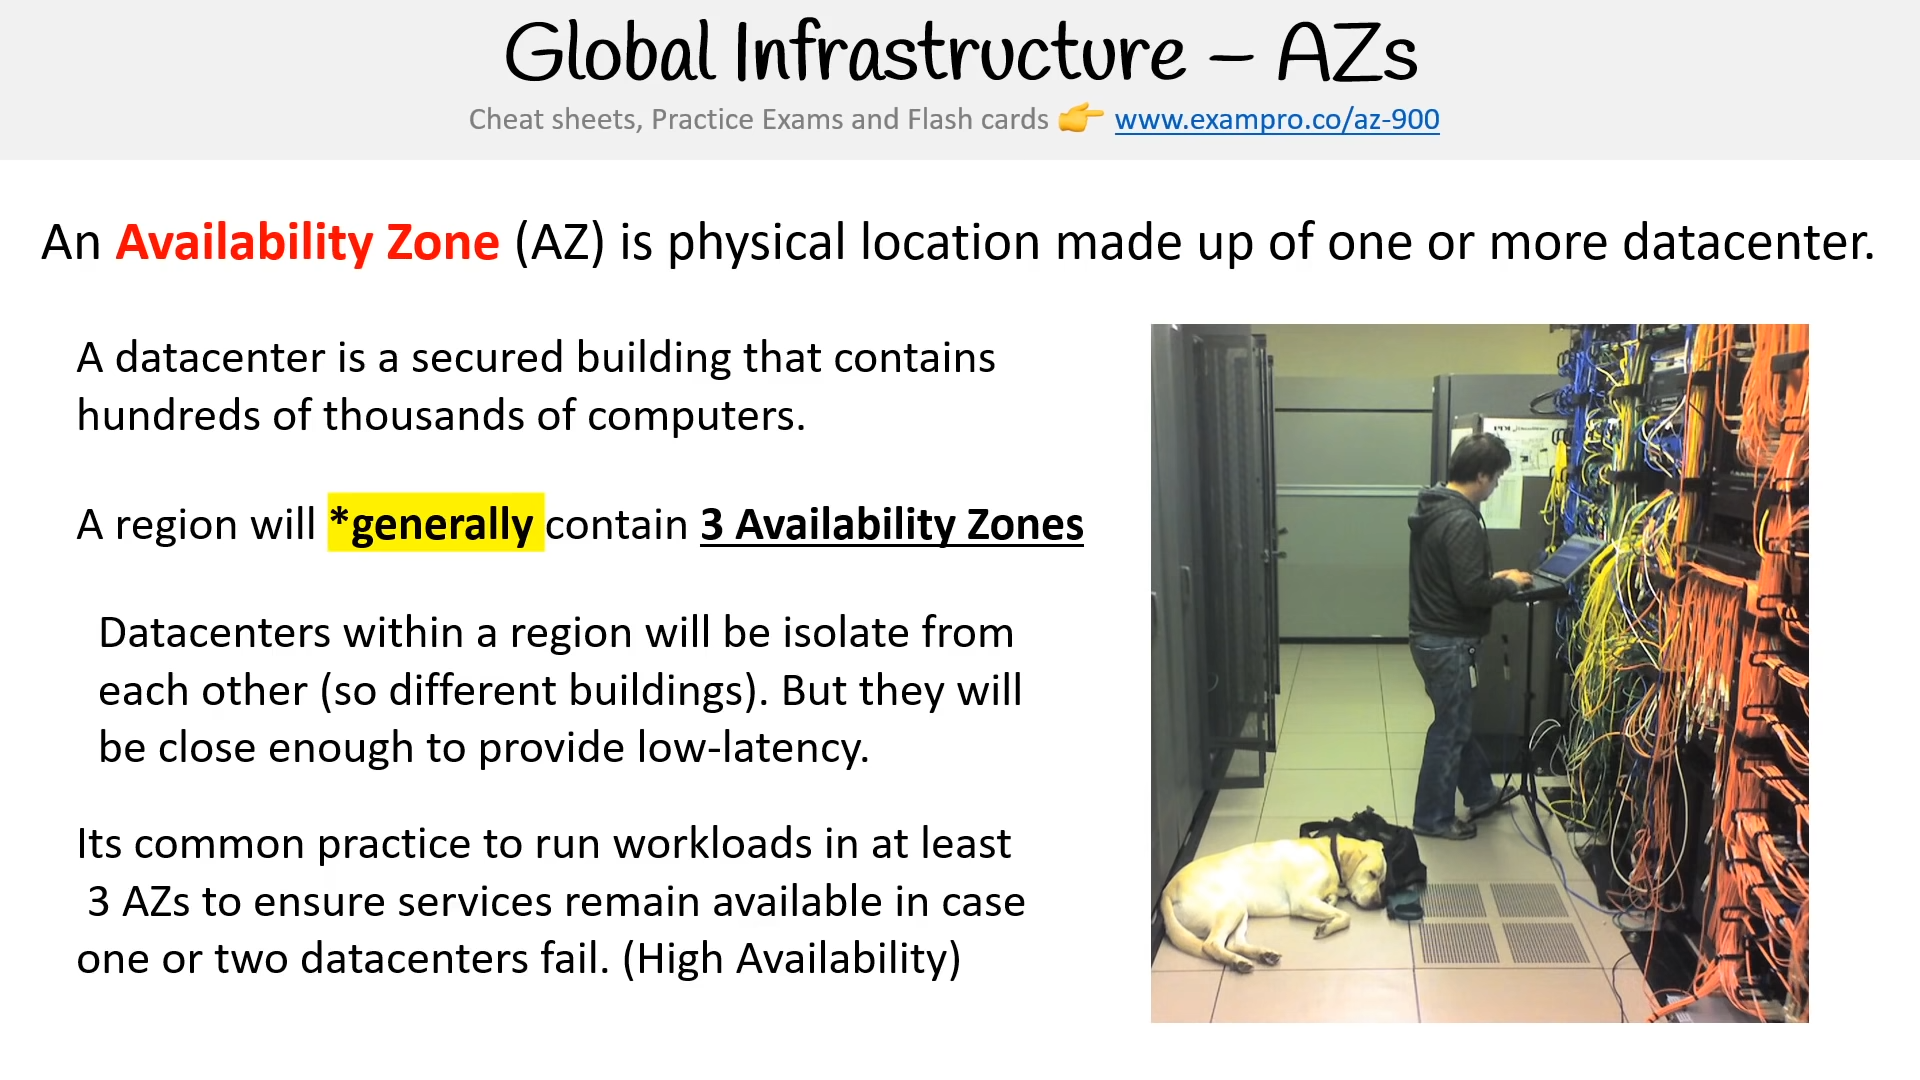 Global Infrastructure – AZs
Cheat sheets, Practice Exams and Flash cards 👉 www.exampro.co/az-900
An Availability Zone (AZ) is physical location made up of one or more datacenter.
A datacenter is a secured building that contains
hundreds of thousands of computers.
A region will *generally contain 3 Availability Zones
Datacenters within a region will be isolate from
each other (so different buildings). But they will
be close enough to provide low-latency.
Its common practice to run workloads in at least
3 AZs to ensure services remain available in case
one or two datacenters fail. (High Availability)